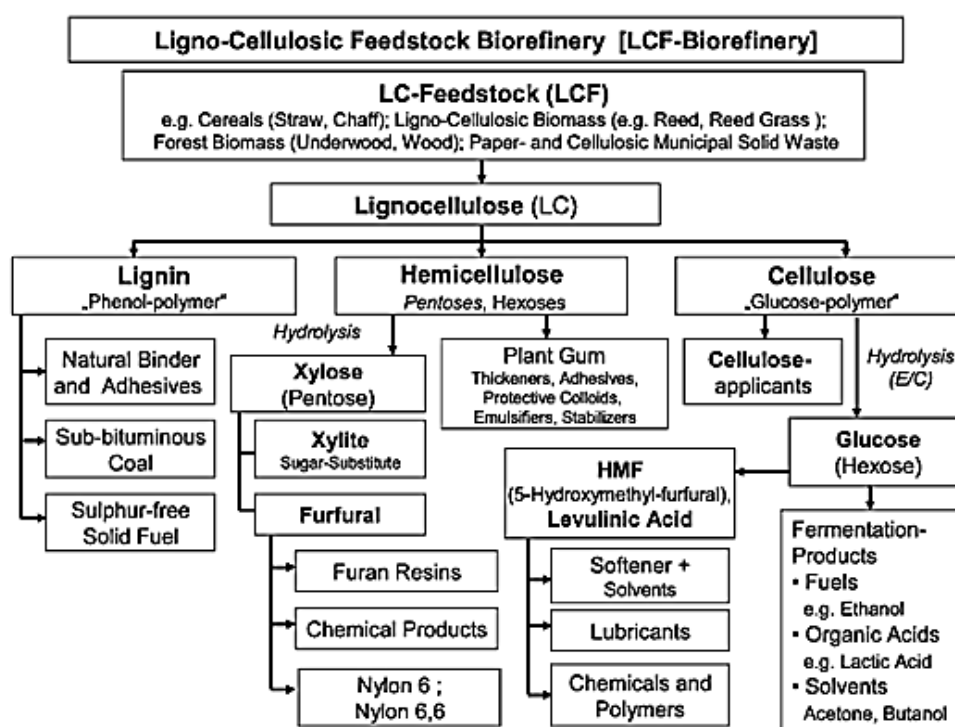 Ligno-Cellulosic Feedstock Biorefinery [LCF-Biorefinery]
LC-Feedstock (LCF)
e.g. Cereals (Straw, Chaff); Ligno-Cellulosic Biomass (e.g. Reed, Reed Grass );
Forest Biomass (Underwood, Wood); Paper- and Cellulosic Municipal Solid Waste
Lignocellulose (LC)
Lignin
„Phenol-polymer“
Hemicellulose
Pentoses, Hexoses
Cellulose
„Glucose-polymer“
Natural Binder
and Adhesives
Sub-bituminous
Coal
Sulphur-free
Solid Fuel
Hydrolysis
Xylose
(Pentose)
Xylite
Sugar-Substitute
Furfural
Furan Resins
Chemical Products
Nylon 6 ;
Nylon 6,6
Plant Gum
Thickeners, Adhesives,
Protective Colloids,
Emulsifiers, Stabilizers
Cellulose-
applicants
Hydrolysis
(E/C)
Glucose
(Hexose)
HMF
(5-Hydroxymethyl-furfural),
Levulinic Acid
Softener +
Solvents
Lubricants
Chemicals and
Polymers
Fermentation-
Products
• Fuels
e.g. Ethanol
• Organic Acids
e.g. Lactic Acid
• Solvents
Acetone, Butanol